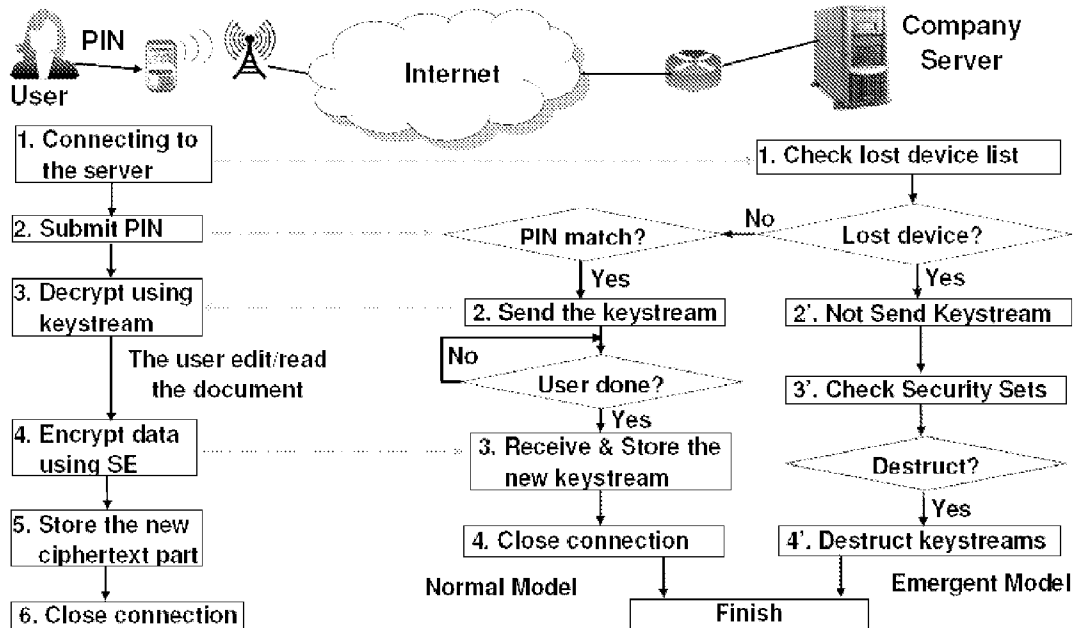 PIN
User
Internet
Company
Server
1. Connecting to
the server
2. Submit PIN
3. Decrypt using
keystream
The user edit/read
the document
4. Encrypt data
using SE
5. Store the new
ciphertext part
6. Close connection
1. Check lost device list
Lost device?
No
PIN match?
Yes
2. Send the keystream
No
User done?
Yes
3. Receive & Store the
new keystream
4. Close connection
Normal Model
Yes
2'. Not Send Keystream
3'. Check Security Sets
Destruct?
Yes
4'. Destruct keystreams
Emergent Model
Finish